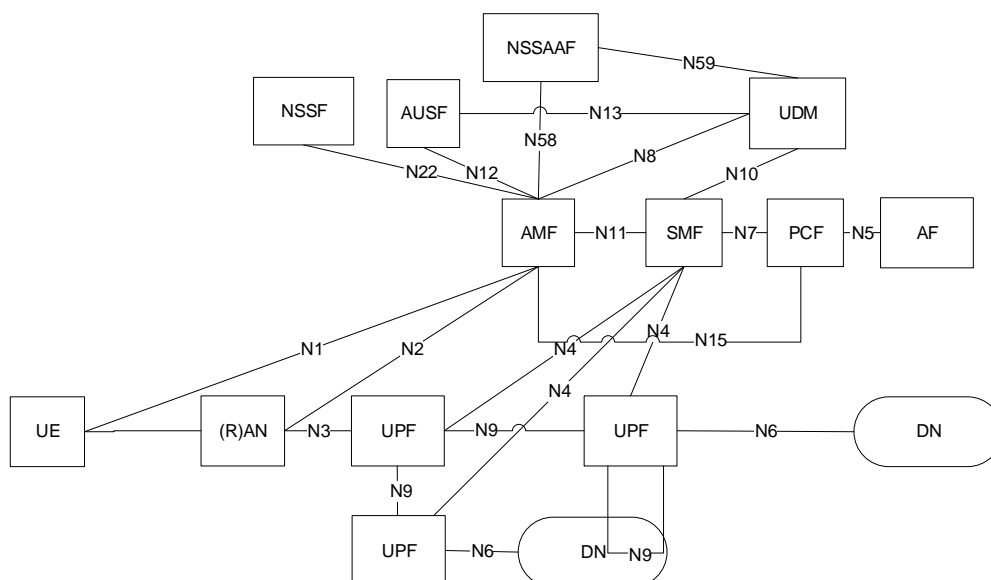 NSSAAF
N59
NSSF
AUSF
N13
UDM
N58
N8
N22
N12
N10
AMF
N11
SMF
N7
PCF
N5
AF
N1
N2
N4
N4
N15
N4
UE
(R)AN
N3
UPF
N9
UPF
N6
DN
N9
UPF
N6
DN
N9